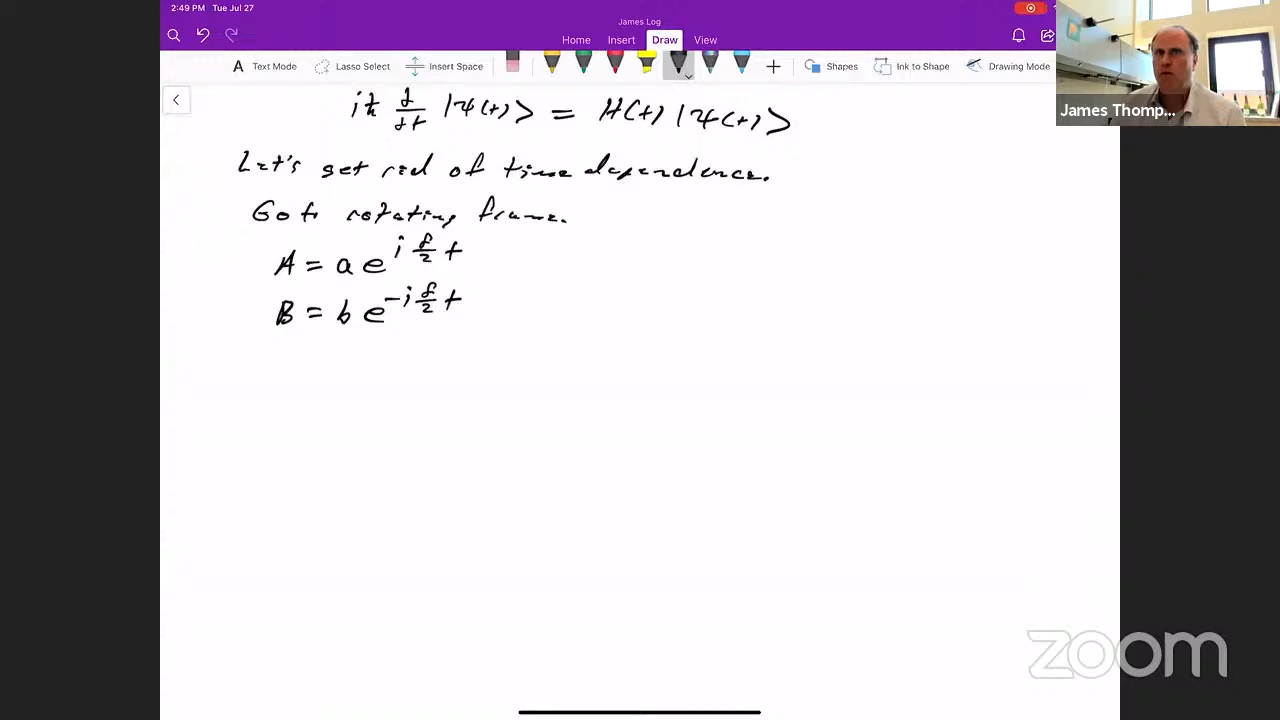 2:49 PM Tue Jul 27
James Log
Home Insert Draw View
Text Mode Lasso Select Insert Space Shapes Ink to Shape Drawing Mode
James Thomp...
iħ ∂/∂t |Ψ(t)> = H(t) |Ψ(t)>
Let's get rid of time dependence.
Go to rotating frame.
A = a e^{i δ/2 t}
B = b e^{-i δ/2 t}
zoom